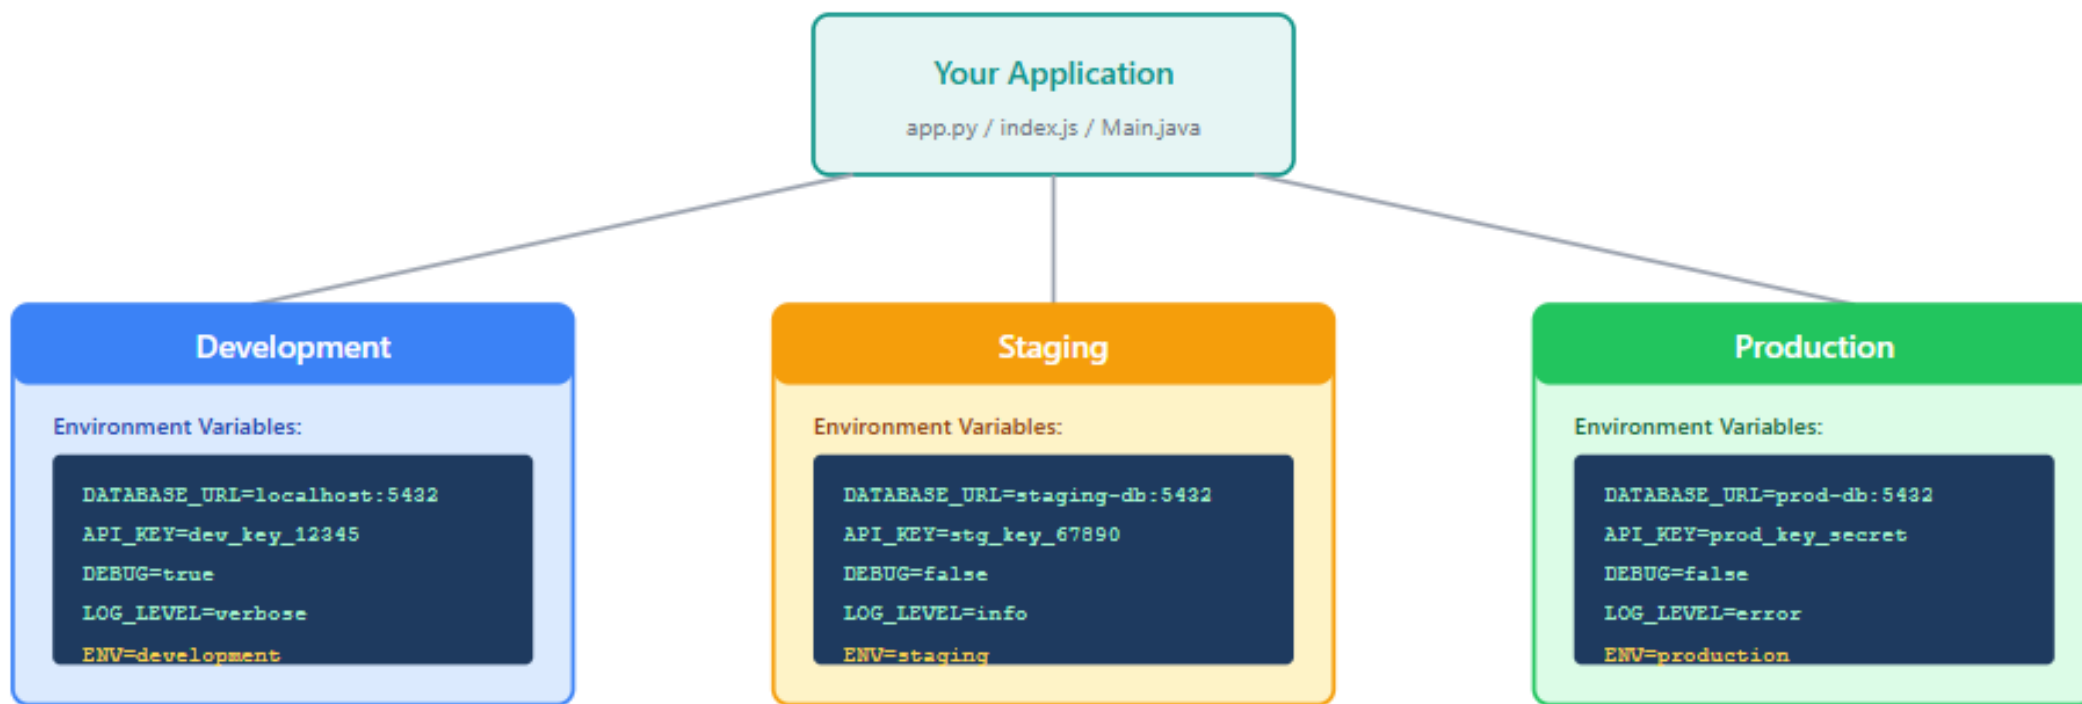 Your Application
app.py / index.js / Main.java
Development
Environment Variables:
DATABASE_URL=localhost:5432
API_KEY=dev_key_12345
DEBUG=true
LOG_LEVEL=verbose
ENV=development
Staging
Environment Variables:
DATABASE_URL=staging-db:5432
API_KEY=stg_key_67890
DEBUG=false
LOG_LEVEL=info
ENV=staging
Production
Environment Variables:
DATABASE_URL=prod-db:5432
API_KEY=prod_key_secret
DEBUG=false
LOG_LEVEL=error
ENV=production